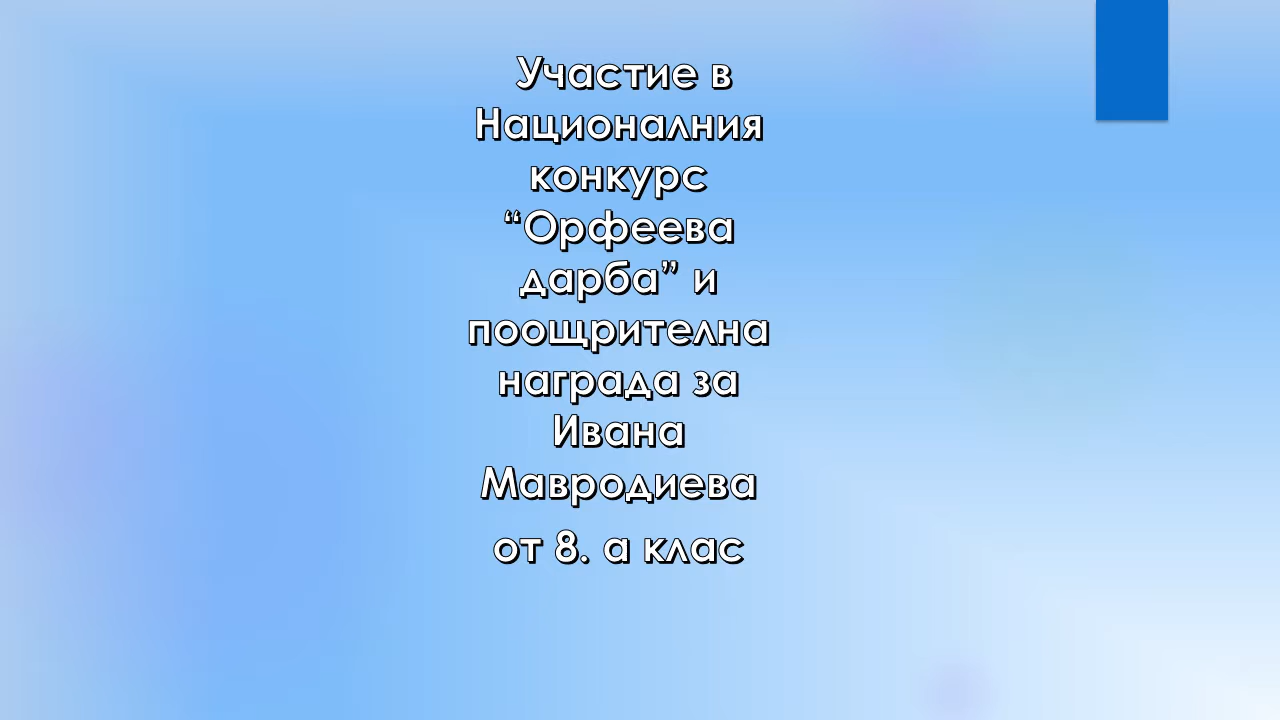 Участие в
Националния
конкурс
“Орфеева
дарба” и
поощрителна
награда за
Ивана
Мавродиева
от 8. а клас